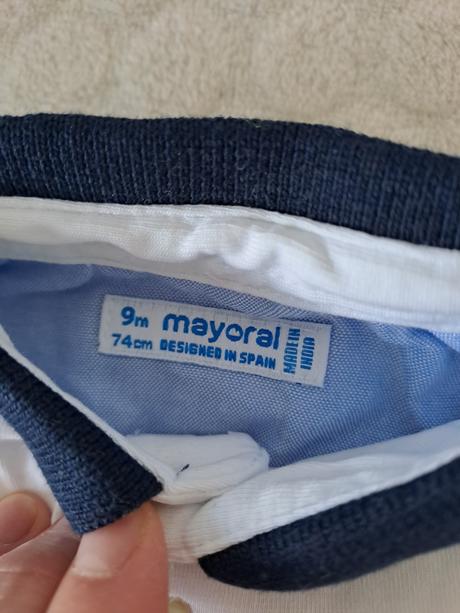 9m mayoral
74cm DESIGNED IN SPAIN
MADE IN
INDIA